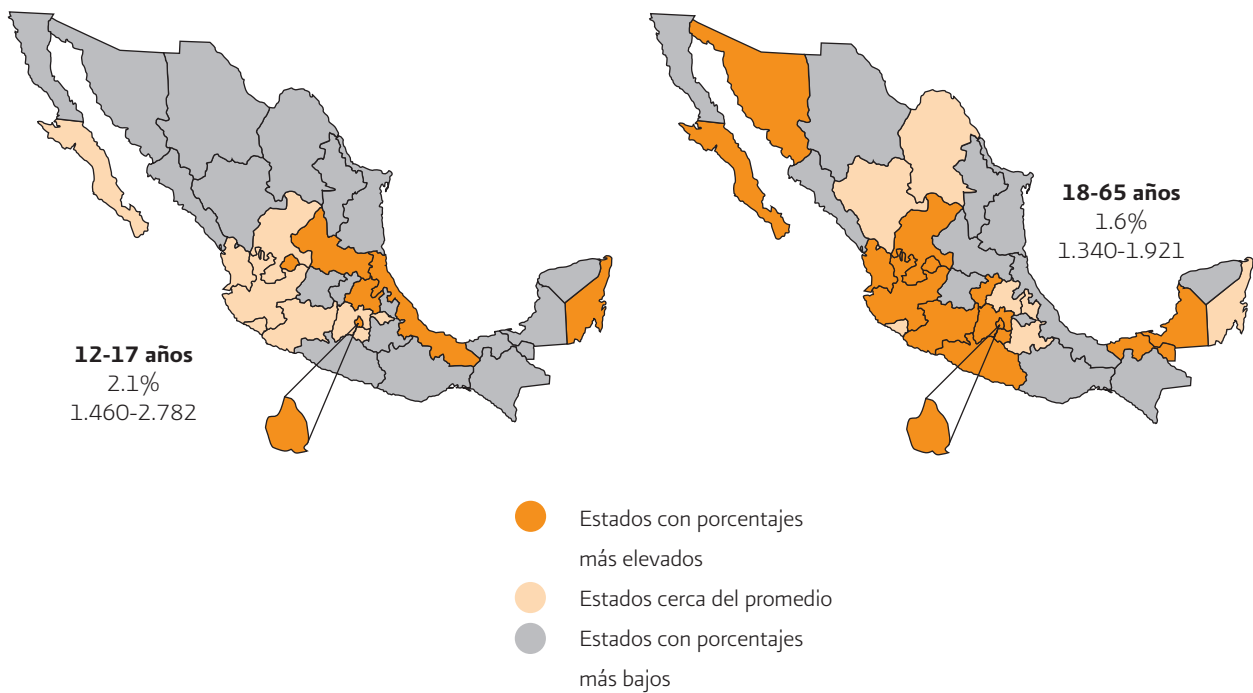 12-17 años
2.1%
1.460-2.782
18-65 años
1.6%
1.340-1.921
Estados con porcentajes
más elevados
Estados cerca del promedio
Estados con porcentajes
más bajos